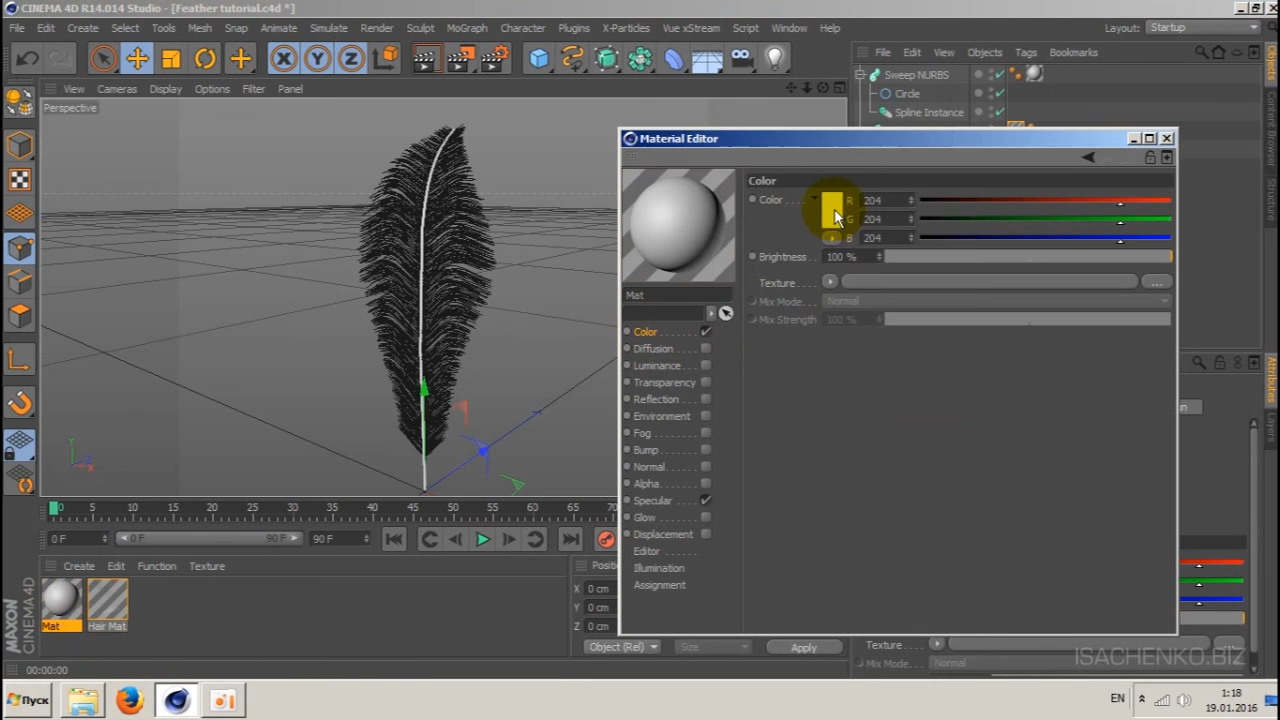 CINEMA 4D R14.014 Studio - [Feather tutorial.c4d *]
File Edit Create Select Tools Mesh Snap Animate Simulate Render Sculpt MoGraph Character Plugins X-Particles Vue xStream Script Window Help Layout: Startup
X Y Z
File Edit View Objects Tags Bookmarks
View Cameras Display Options Filter Panel
Perspective
Sweep NURBS
Circle
Spline Instance
Objects
Content Browser
Structure
Attributes
Layers
Material Editor
Color
Color R 204
G 204
B 204
Brightness 100 %
Texture ...
Mix Mode Normal
Mix Strength 100 %
Mat
Color
Diffusion
Luminance
Transparency
Reflection
Environment
Fog
Bump
Normal
Alpha
Specular
Glow
Displacement
Editor
Illumination
Assignment
Y
0 5 10 15 20 25 30 35 40 45 50 55 60 65 70
0 F 0 F 90 F 90 F
Create Edit Function Texture
Mat Hair Mat
X 0 cm
Y 0 cm
Z 0 cm
Object (Rel) Size Apply
Texture ...
Mix Mode Normal
MAXON
CINEMA 4D
00:00:00
ISACHENKO.BIZ
Пуск EN 1:18
19.01.2016